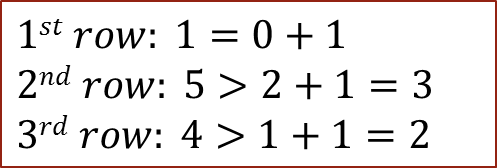 1ˢᵗ row: 1 = 0 + 1
2ⁿᵈ row: 5 > 2 + 1 = 3
3ʳᵈ row: 4 > 1 + 1 = 2